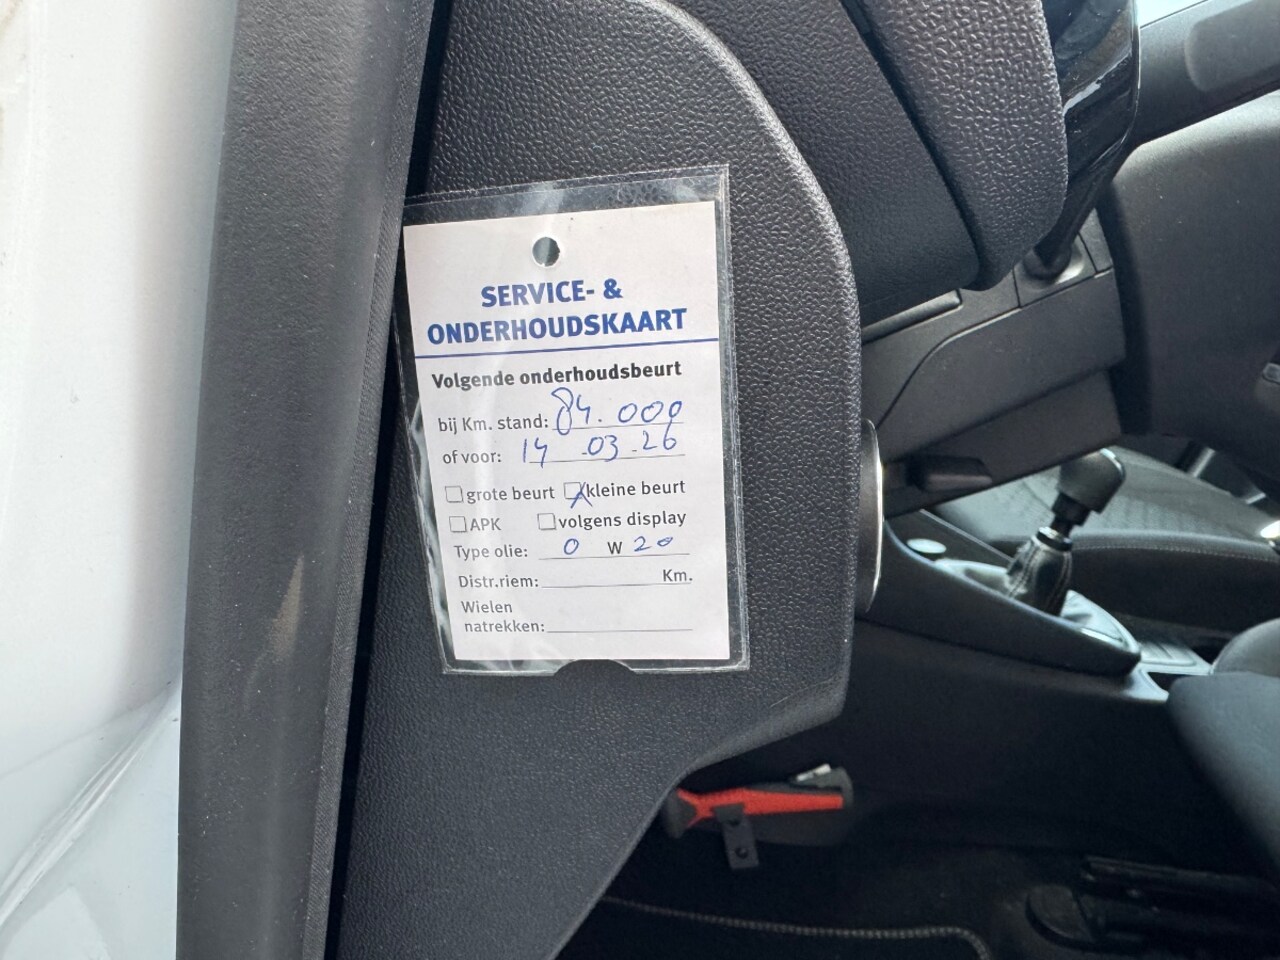 SERVICE- &
ONDERHOUDSKAART
Volgende onderhoudsbeurt
bij Km. stand: 84.000
of voor: 14.03.26
grote beurt kleine beurt
APK volgens display
Type olie: 0 W 20
Distr.riem: Km.
Wielen
natrekken: